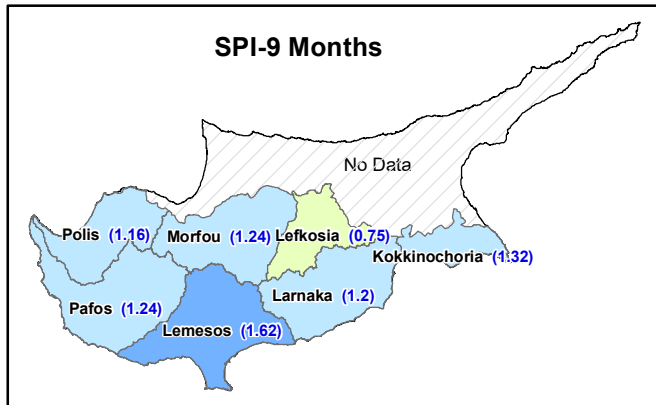 SPI-9 Months
No Data
Polis (1.16)
Morfou (1.24)
Lefkosia (0.75)
Kokkinochoria (1.32)
Pafos (1.24)
Larnaka (1.2)
Lemesos (1.62)